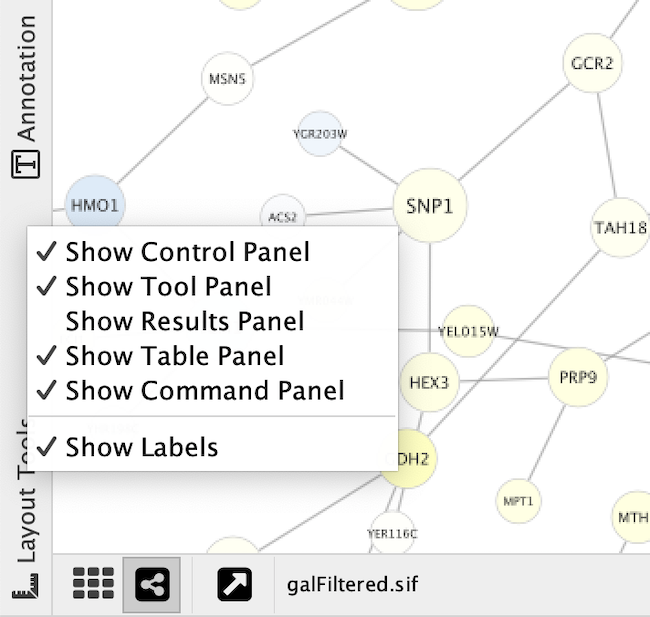 Annotation
GCR2
MSN5
YGR203W
HMO1
SNP1
ACS2
TAH18
Show Control Panel
Show Tool Panel
Show Results Panel
Show Table Panel
Show Command Panel
Show Labels
YEL015W
HEX3
PRP9
DH2
MPT1
MTH
YER116C
Layout Tools
galFiltered.sif